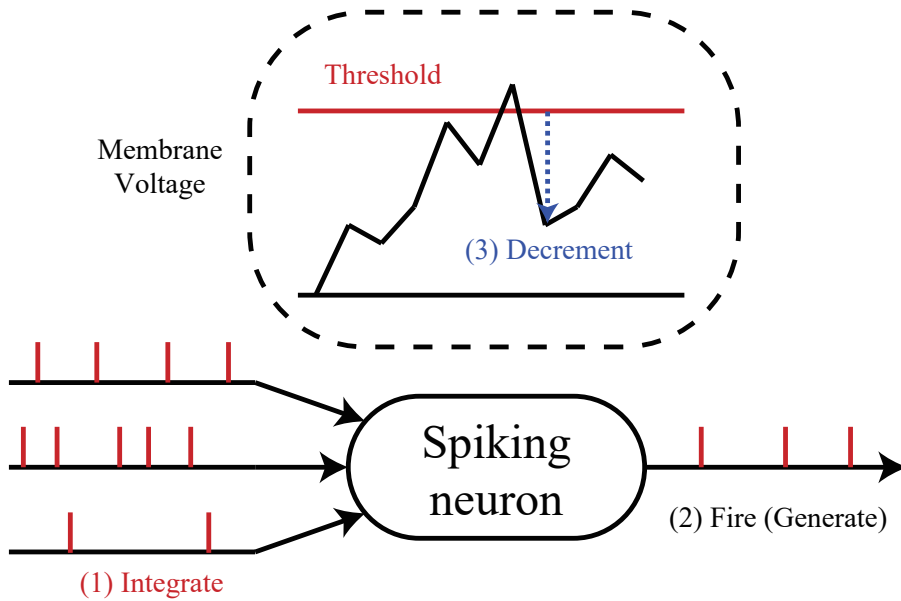 Threshold
Membrane
Voltage
(3) Decrement
Spiking
neuron
(2) Fire (Generate)
(1) Integrate